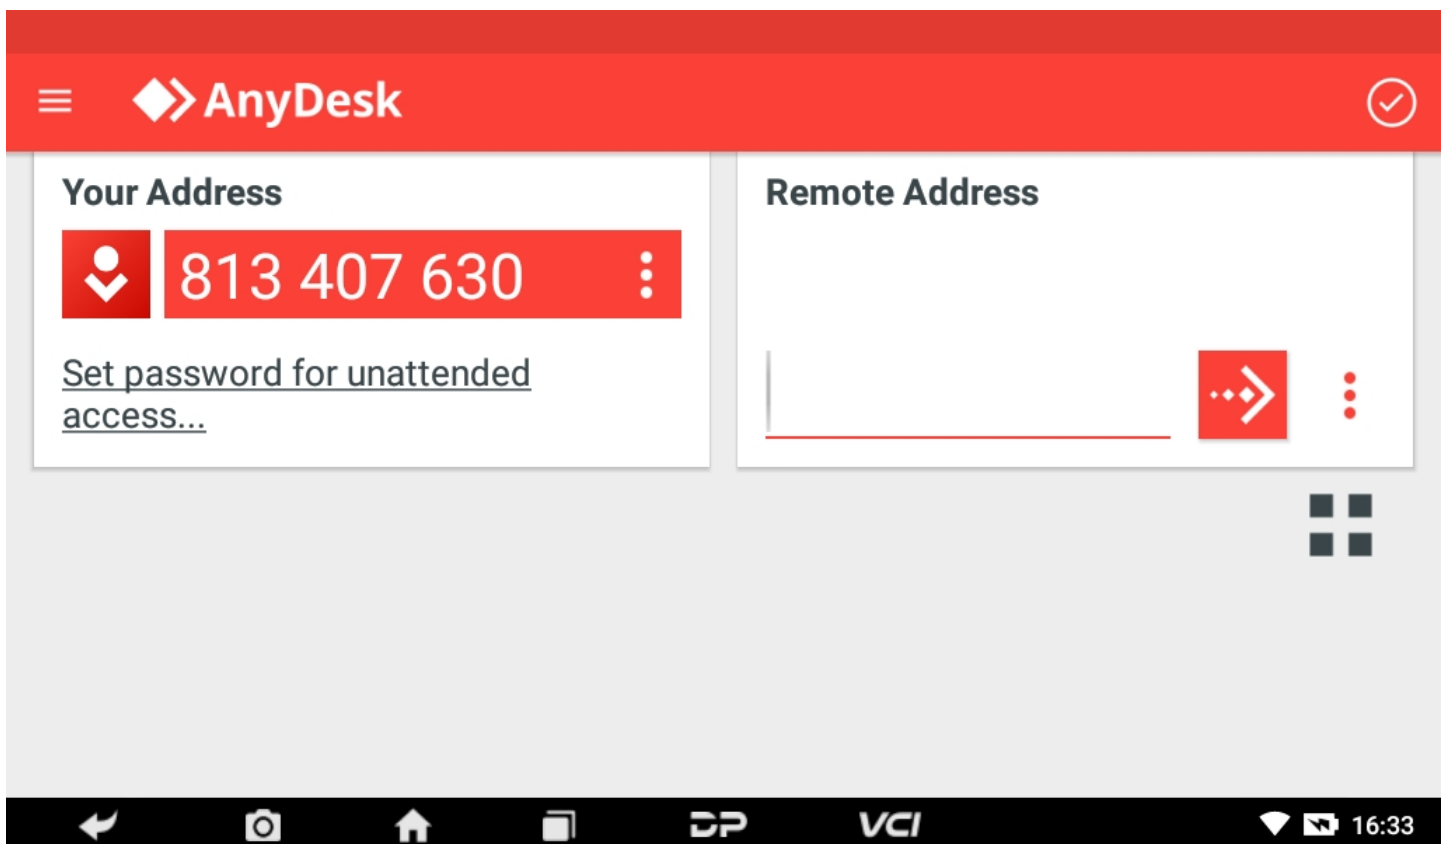 AnyDesk
Your Address
813 407 630
Set password for unattended
access...
Remote Address
DP
VCI
16:33